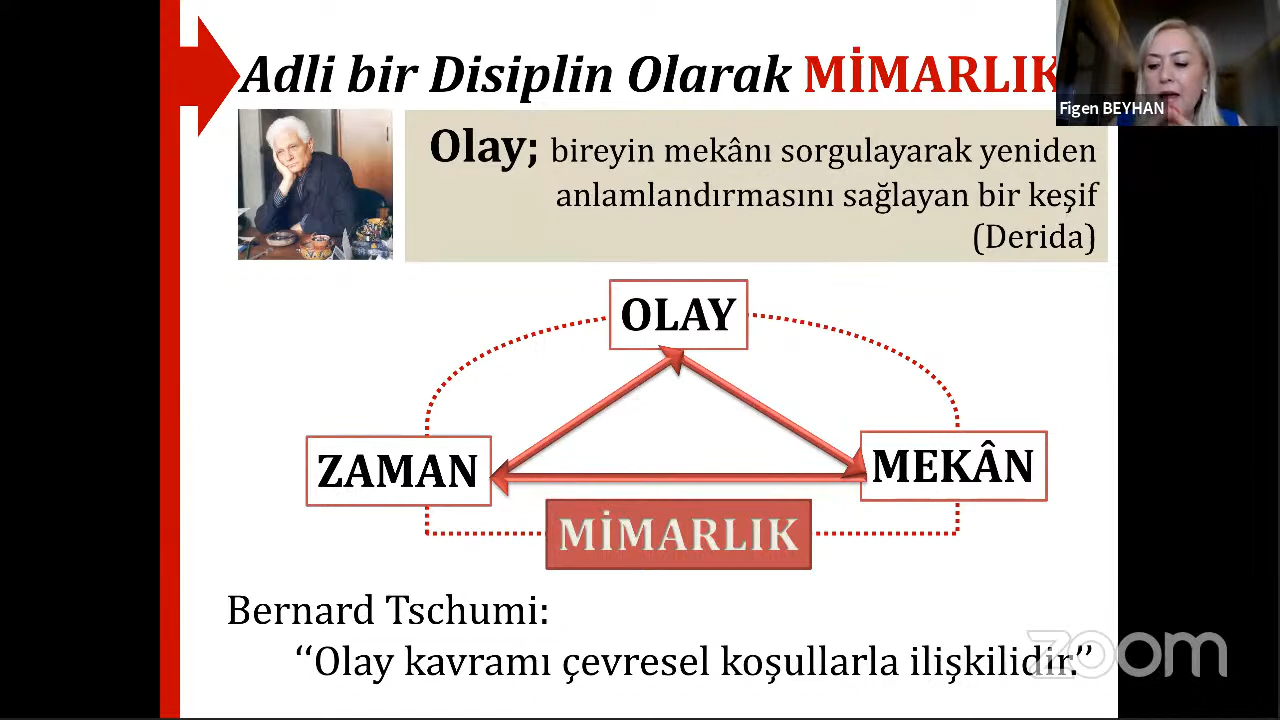 Adli bir Disiplin Olarak MİMARLIK
Figen BEYHAN
Olay; bireyin mekânı sorgulayarak yeniden
anlamlandırmasını sağlayan bir keşif
(Derida)
OLAY
ZAMAN
MEKÂN
MİMARLIK
Bernard Tschumi:
‘‘Olay kavramı çevresel koşullarla ilişkilidir.’’
zoom